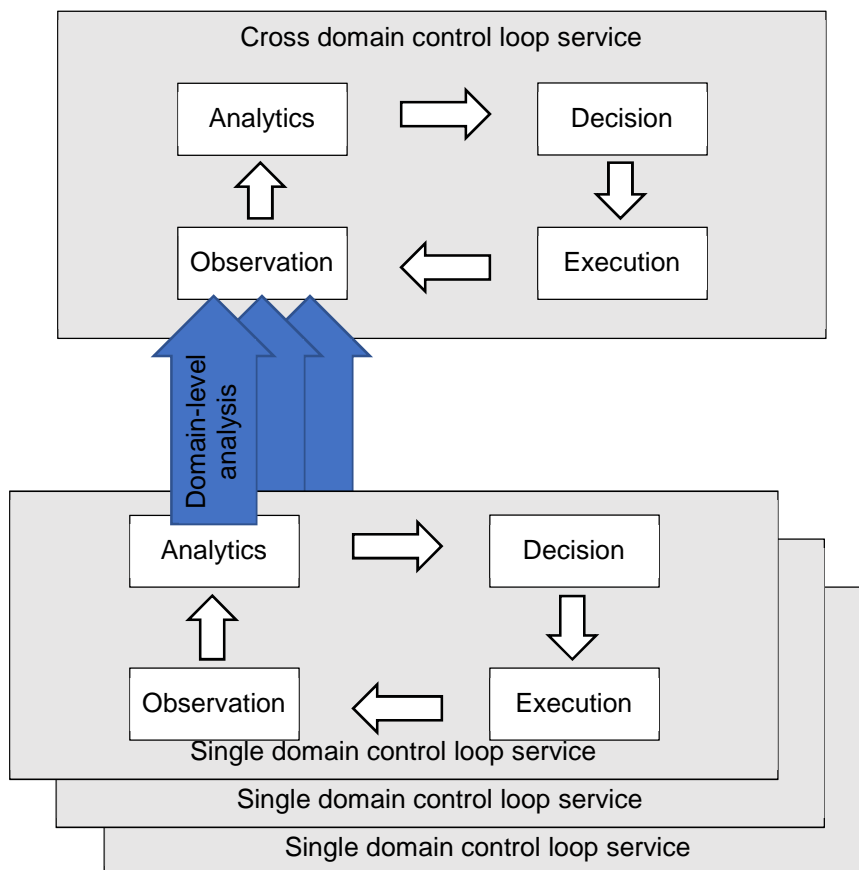 Cross domain control loop service
Analytics
Decision
Observation
Execution
Domain-level
analysis
Analytics
Decision
Observation
Execution
Single domain control loop service
Single domain control loop service
Single domain control loop service